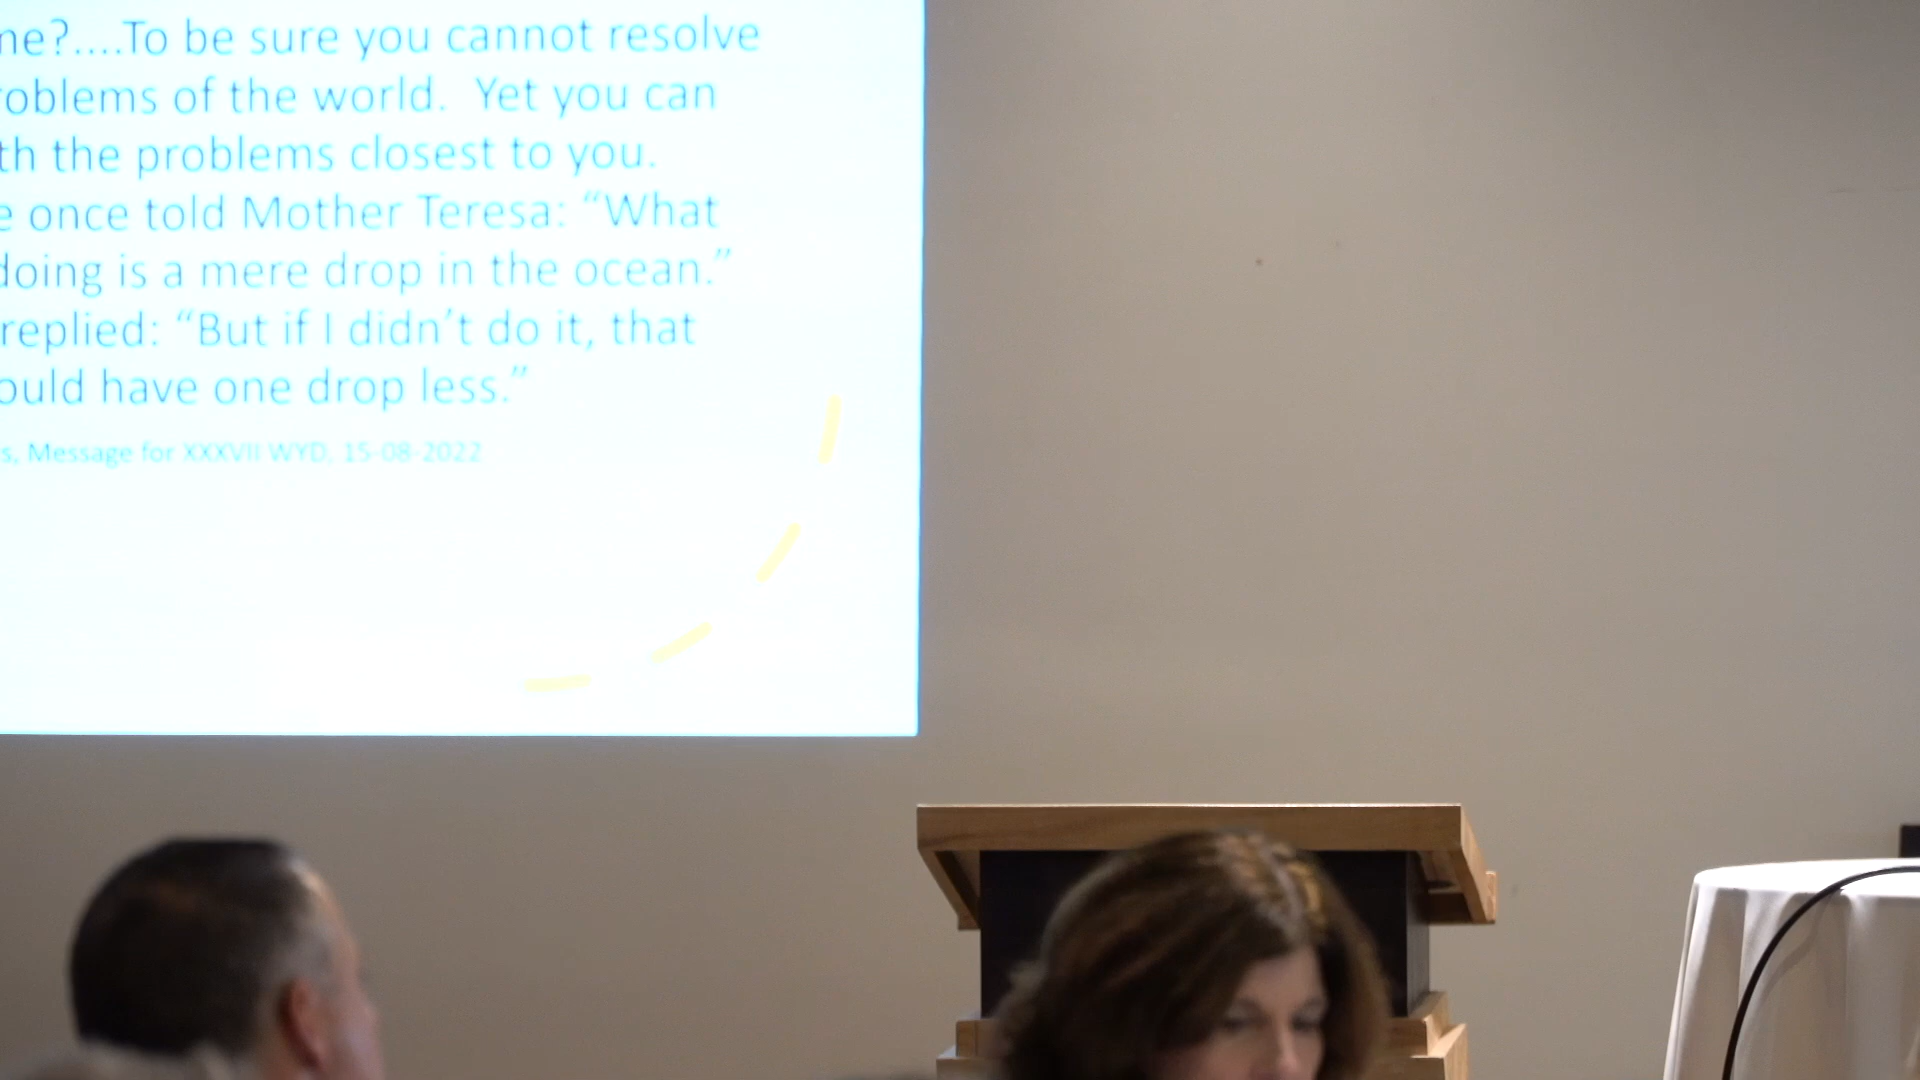 ne?....To be sure you cannot resolve
roblems of the world. Yet you can
th the problems closest to you.
e once told Mother Teresa: “What
doing is a mere drop in the ocean.”
replied: “But if I didn’t do it, that
ould have one drop less.”
s, Message for XXXVII WYD, 15-08-2022